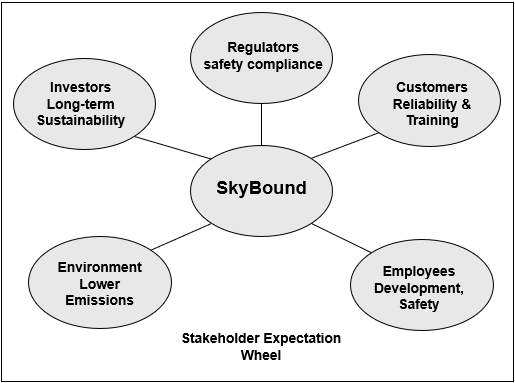 Regulators
safety compliance
Investors
Long-term
Sustainability
Customers
Reliability &
Training
SkyBound
Environment
Lower
Emissions
Employees
Development,
Safety
Stakeholder Expectation
Wheel